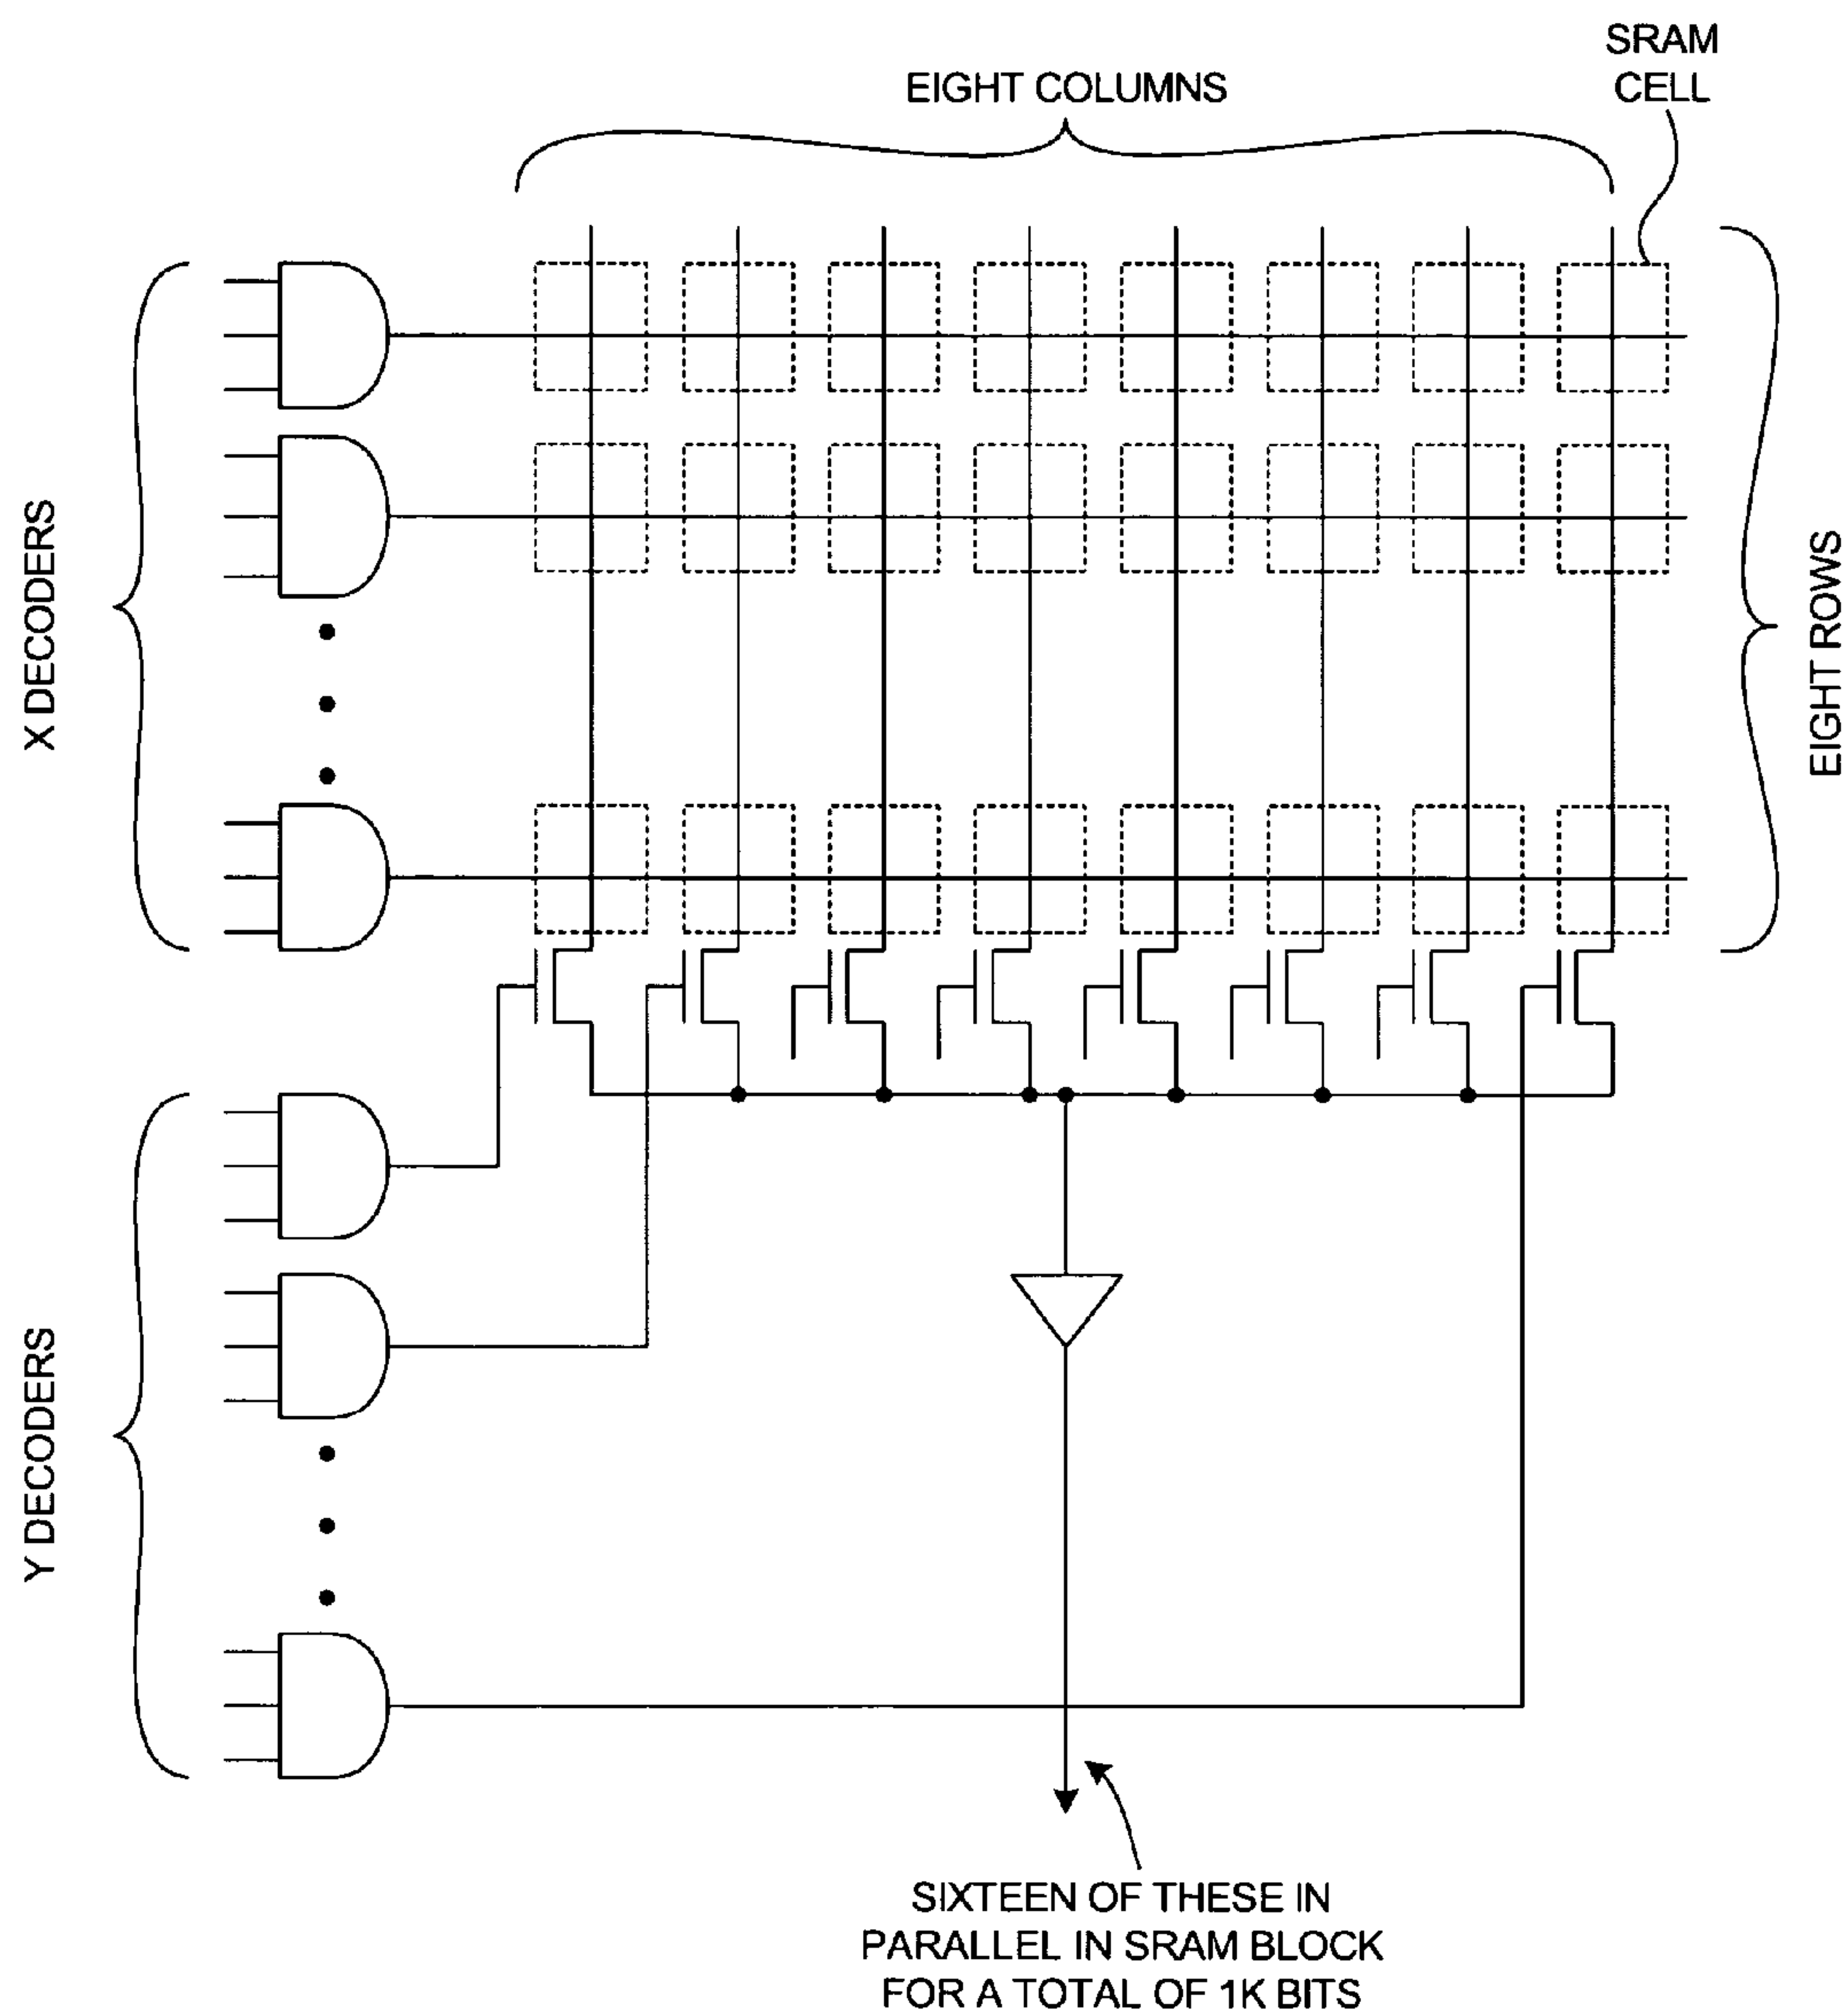 SRAM
CELL
EIGHT COLUMNS
X DECODERS
EIGHT ROWS
Y DECODERS
SIXTEEN OF THESE IN
PARALLEL IN SRAM BLOCK
FOR A TOTAL OF 1K BITS